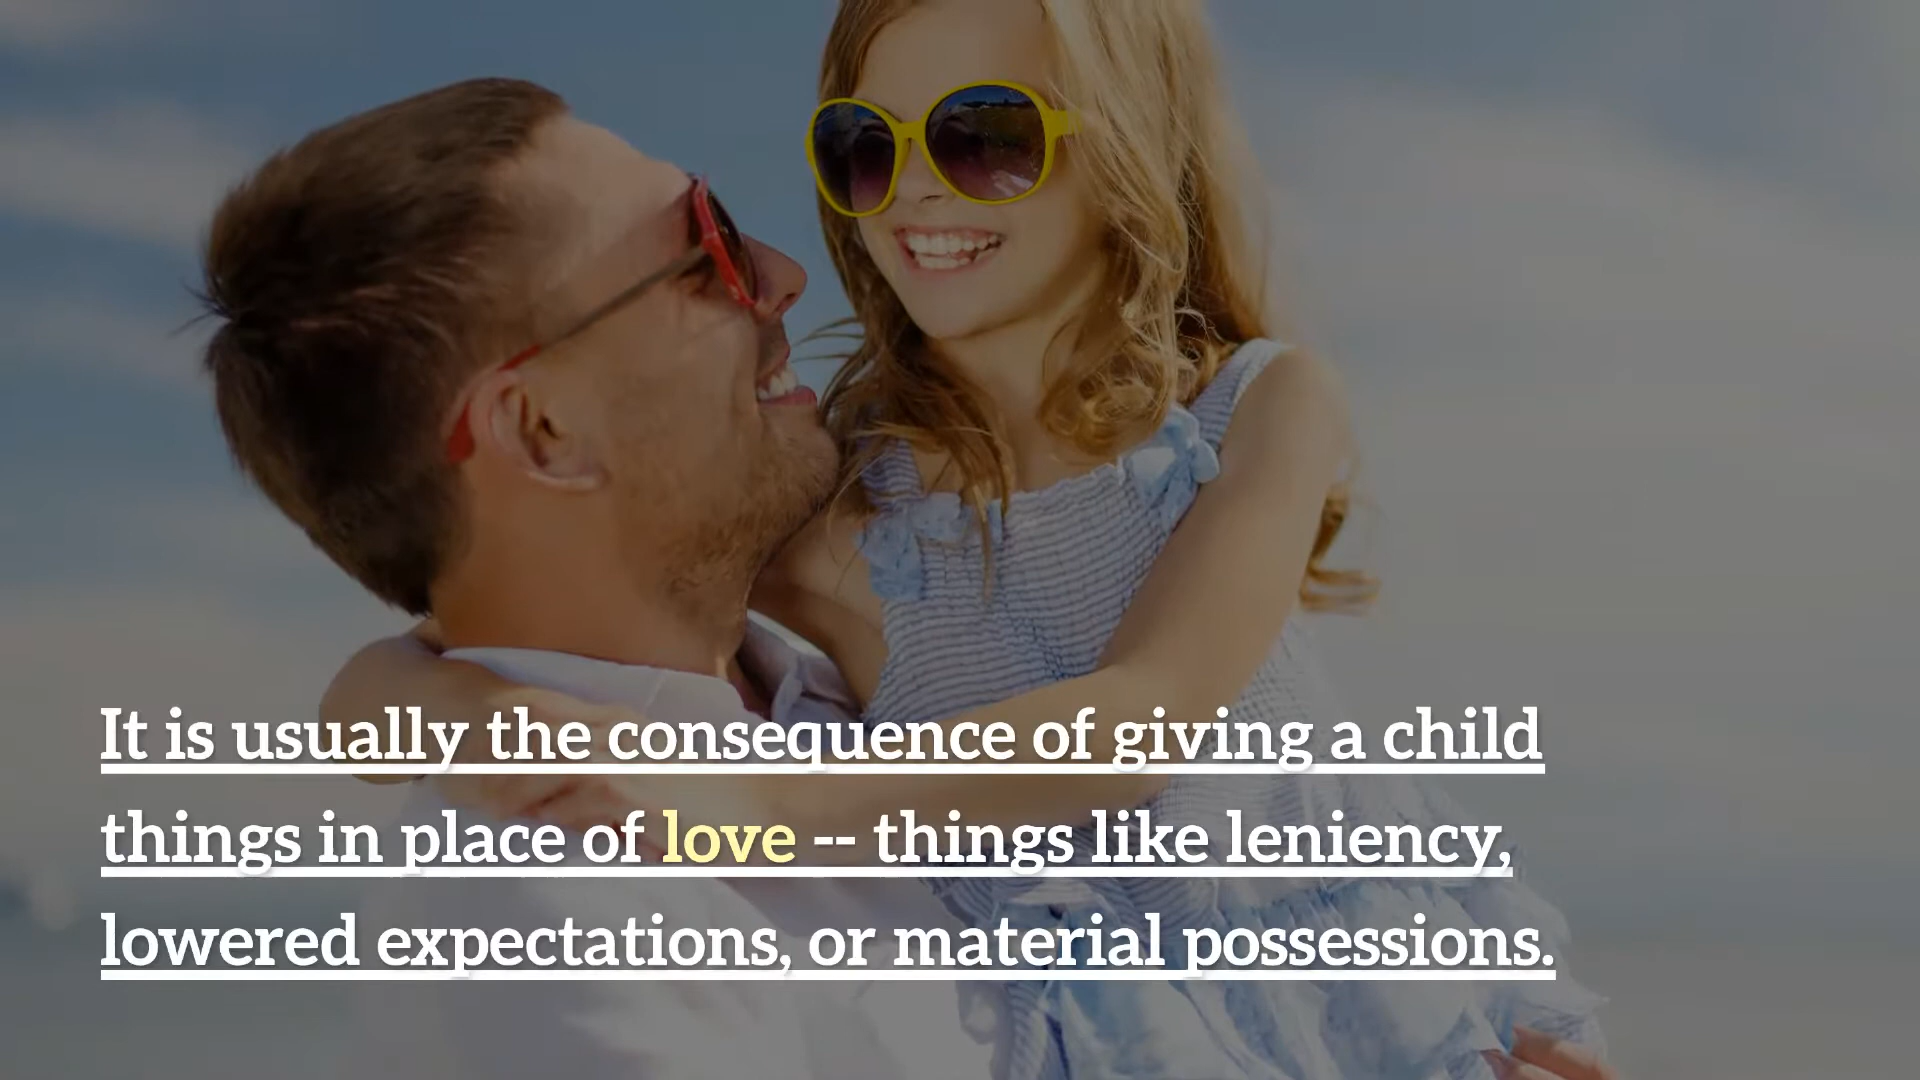 It is usually the consequence of giving a child
things in place of love -- things like leniency,
lowered expectations, or material possessions.